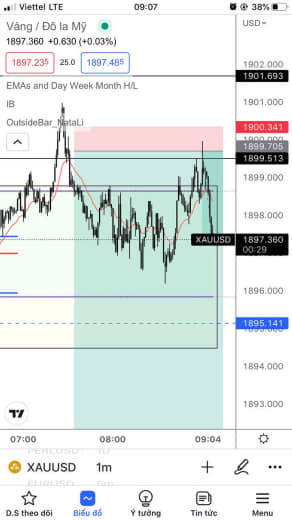 Viettel LTE
09:07
38%
Vàng / Đô la Mỹ
1897.360 +0.630 (+0.03%)
1897.235
25.0
1897.485
EMAs and Day Week Month H/L
IB
OutsideBar_NataLi
USD
1902.000
1901.693
1901.000
1900.341
1899.705
1899.513
1899.000
1898.000
XAUUSD
1897.360
00:29
1896.000
1895.141
1894.000
1893.000
07:00
08:00
09:04
XAUUSD
1m
D.S theo dõi
Biểu đồ
Ý tưởng
Tin tức
Menu